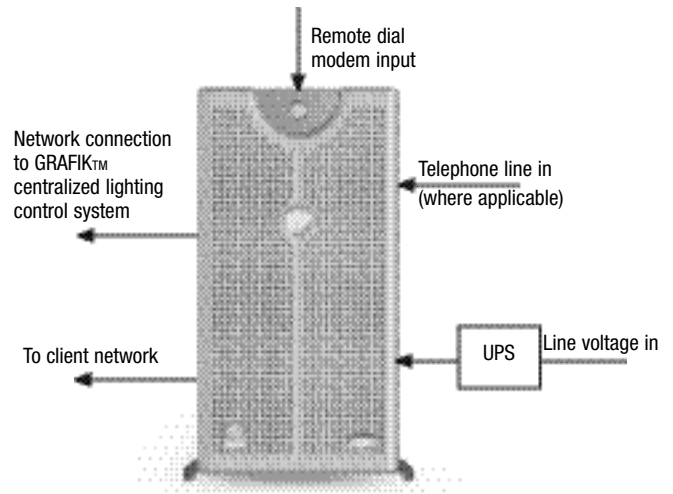 Remote dial
modem input
Network connection
to GRAFIK™
centralized lighting
control system
Telephone line in
(where applicable)
To client network
UPS
Line voltage in